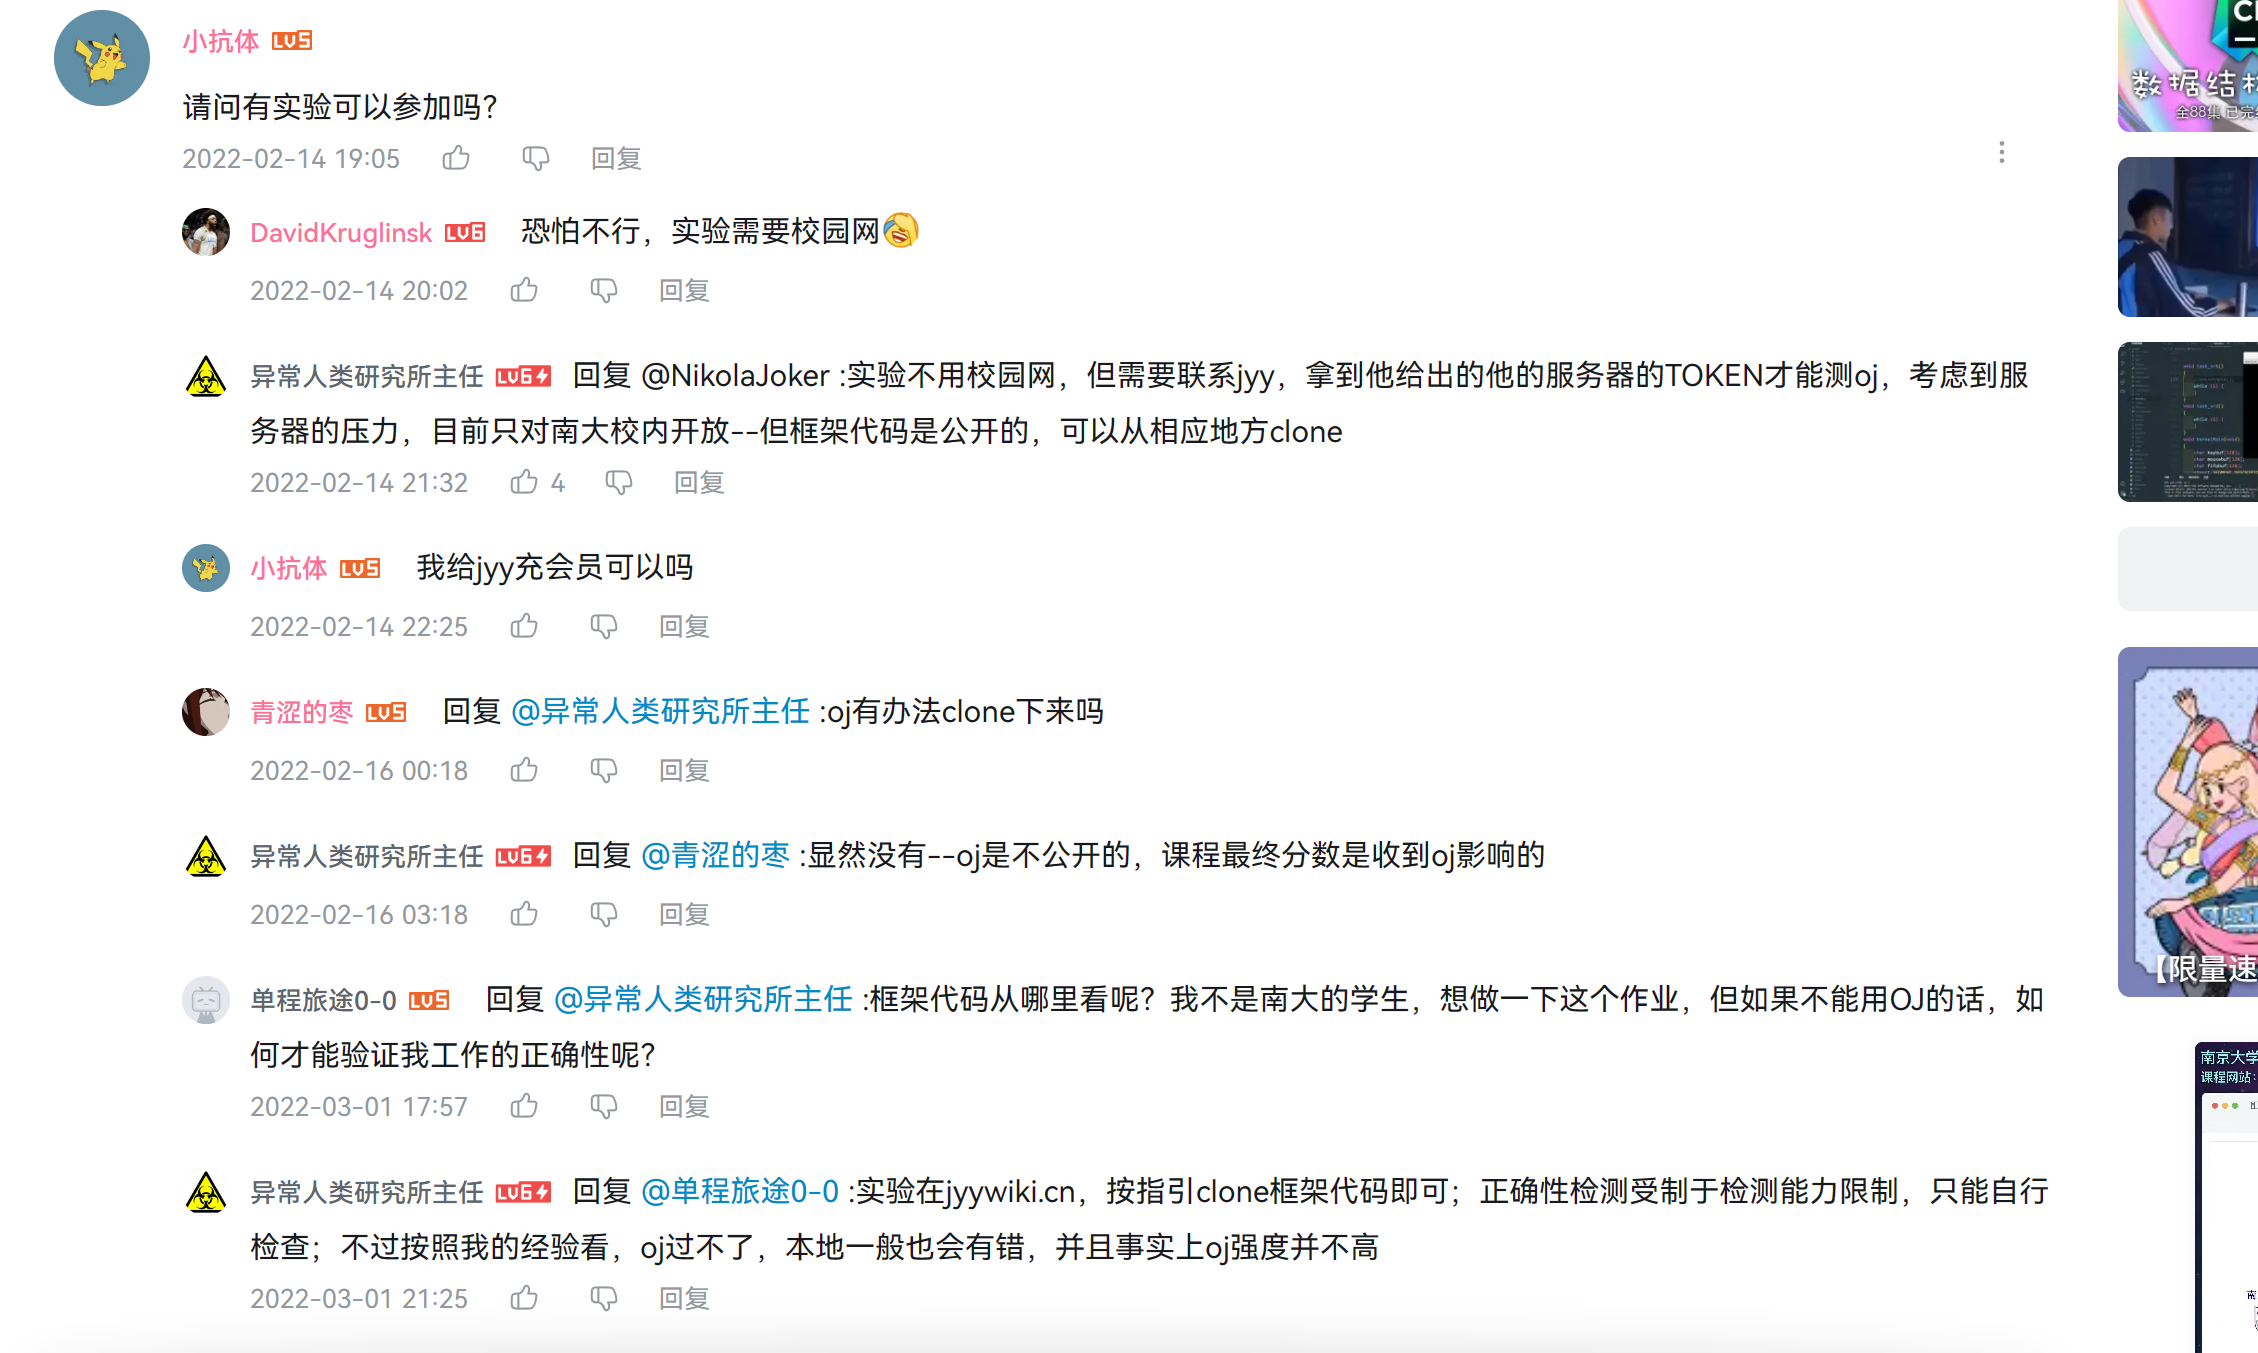 小抗体 LV5
请问有实验可以参加吗？
2022-02-14 19:05 回复
DavidKruglinsk LV6 恐怕不行，实验需要校园网
2022-02-14 20:02 回复
异常人类研究所主任 LV6 回复 @NikolaJoker :实验不用校园网，但需要联系jyy，拿到他给出的他的服务器的TOKEN才能测oj，考虑到服
务器的压力，目前只对南大校内开放--但框架代码是公开的，可以从相应地方clone
2022-02-14 21:32 4 回复
小抗体 LV5 我给jyy充会员可以吗
2022-02-14 22:25 回复
青涩的枣 LV5 回复 @异常人类研究所主任 :oj有办法clone下来吗
2022-02-16 00:18 回复
异常人类研究所主任 LV6 回复 @青涩的枣 :显然没有--oj是不公开的，课程最终分数是收到oj影响的
2022-02-16 03:18 回复
单程旅途0-0 LV5 回复 @异常人类研究所主任 :框架代码从哪里看呢？我不是南大的学生，想做一下这个作业，但如果不能用OJ的话，如
何才能验证我工作的正确性呢？
2022-03-01 17:57 回复
异常人类研究所主任 LV6 回复 @单程旅途0-0 :实验在jyywiki.cn，按指引clone框架代码即可；正确性检测受制于检测能力限制，只能自行
检查；不过按照我的经验看，oj过不了，本地一般也会有错，并且事实上oj强度并不高
2022-03-01 21:25 回复
数据结
全88集 已完
【限量速
南京大学
课程网站:
南